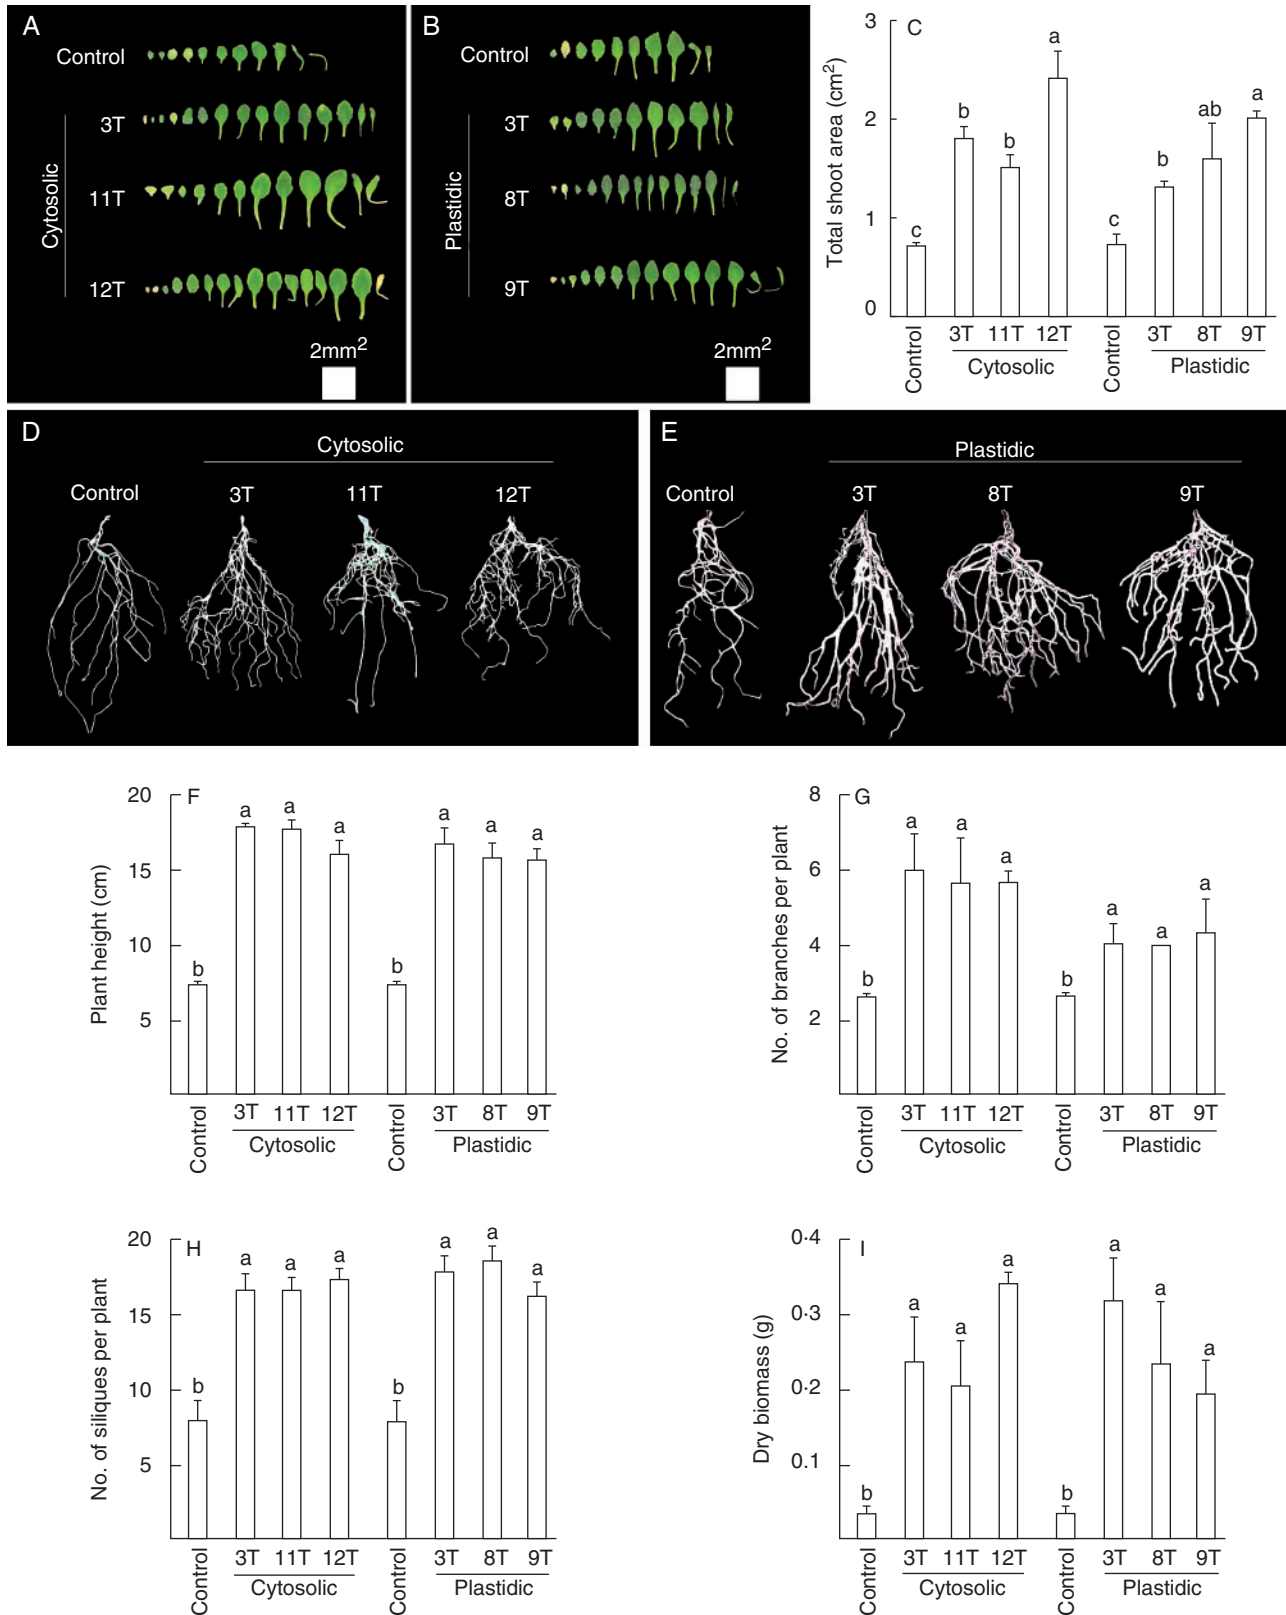 A
Control
Cytosolic
3T
11T
12T
2mm2
B
Control
Plastidic
3T
8T
9T
2mm2
C
Total shoot area (cm2)
3
2
1
0
c
b
b
a
c
b
ab
a
Control
3T 11T 12T
Cytosolic
Control
3T 8T 9T
Plastidic
D
Cytosolic
Control 3T 11T 12T
E
Plastidic
Control 3T 8T 9T
F
Plant height (cm)
20
15
10
5
b
a
a
a
b
a
a
a
Control
3T 11T 12T
Cytosolic
Control
3T 8T 9T
Plastidic
G
No. of branches per plant
8
6
4
2
b
a
a
a
b
a
a
a
Control
3T 11T 12T
Cytosolic
Control
3T 8T 9T
Plastidic
H
No. of siliques per plant
20
15
10
5
b
a
a
a
b
a
a
a
Control
3T 11T 12T
Cytosolic
Control
3T 8T 9T
Plastidic
I
Dry biomass (g)
0·4
0·3
0·2
0.1
b
a
a
a
b
a
a
a
Control
3T 11T 12T
Cytosolic
Control
3T 8T 9T
Plastidic